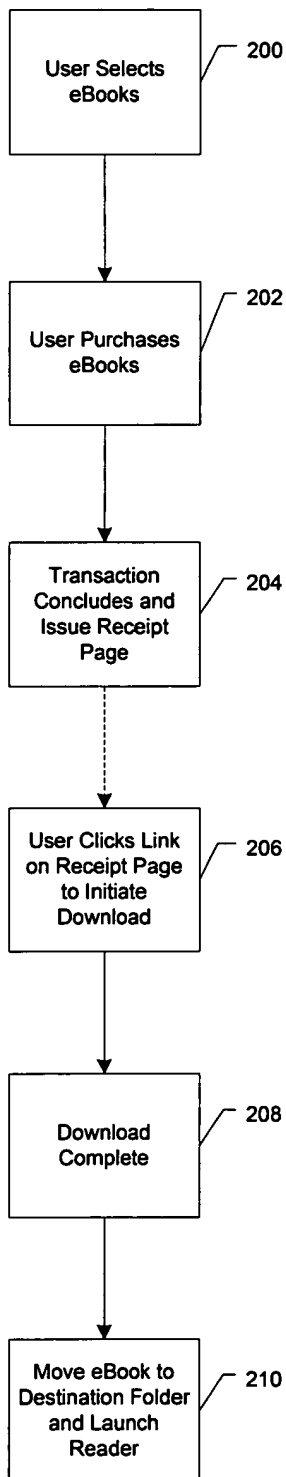 User Selects
eBooks
200
User Purchases
eBooks
202
Transaction
Concludes and
Issue Receipt
Page
204
User Clicks Link
on Receipt Page
to Initiate
Download
206
Download
Complete
208
Move eBook to
Destination Folder
and Launch
Reader
210